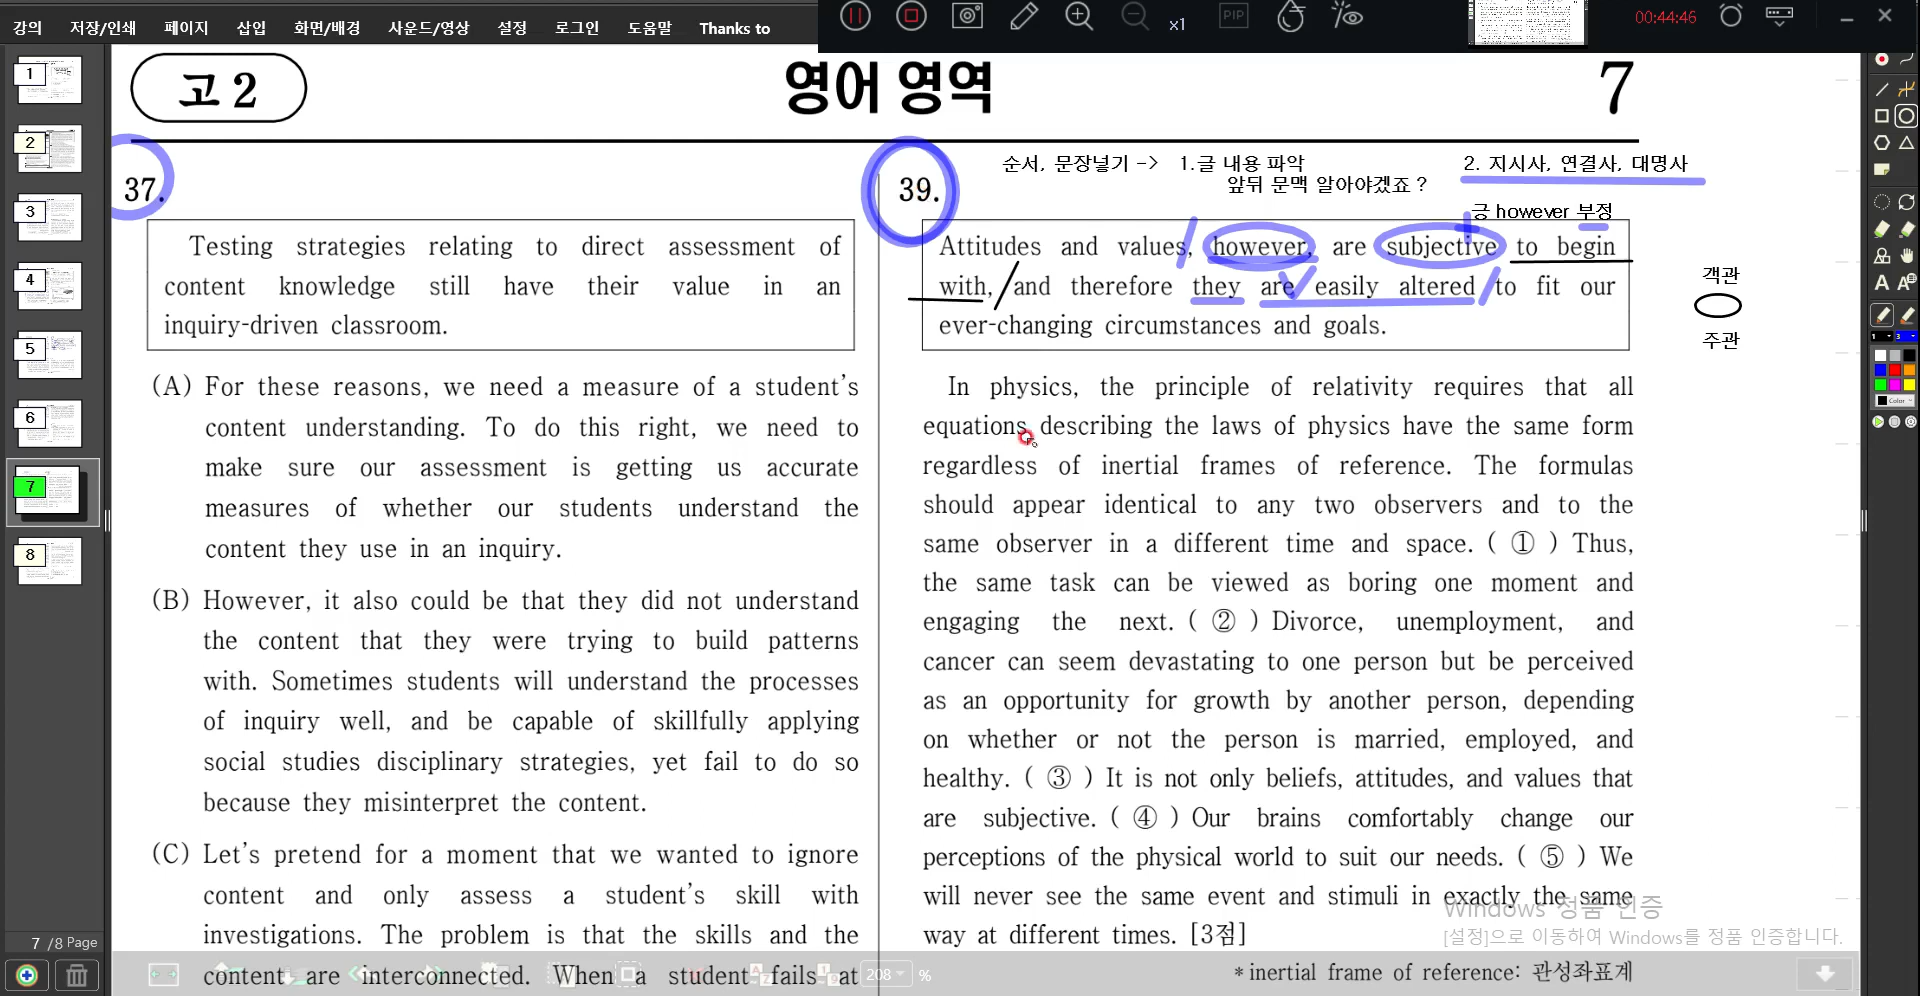 강의 저장/인쇄 페이지 삽입 화면/배경 사운드/영상 설정 로그인 도움말 Thanks to
x1 PIP 00:44:46
고 2 영어 영역 7
37.
Testing strategies relating to direct assessment of
content knowledge still have their value in an
inquiry-driven classroom.
(A) For these reasons, we need a measure of a student's
content understanding. To do this right, we need to
make sure our assessment is getting us accurate
measures of whether our students understand the
content they use in an inquiry.
(B) However, it also could be that they did not understand
the content that they were trying to build patterns
with. Sometimes students will understand the processes
of inquiry well, and be capable of skillfully applying
social studies disciplinary strategies, yet fail to do so
because they misinterpret the content.
(C) Let's pretend for a moment that we wanted to ignore
content and only assess a student's skill with
investigations. The problem is that the skills and the
content are interconnected. When a student fails at
39.
순서, 문장넣기 -> 1.글 내용 파악
앞뒤 문맥 알아야겠죠 ?
2. 지시사, 연결사, 대명사
긍 however 부정
Attitudes and values, however, are subjective to begin
with, and therefore they are easily altered to fit our
ever-changing circumstances and goals.
객관
주관
In physics, the principle of relativity requires that all
equations describing the laws of physics have the same form
regardless of inertial frames of reference. The formulas
should appear identical to any two observers and to the
same observer in a different time and space. ( ① ) Thus,
the same task can be viewed as boring one moment and
engaging the next. ( ② ) Divorce, unemployment, and
cancer can seem devastating to one person but be perceived
as an opportunity for growth by another person, depending
on whether or not the person is married, employed, and
healthy. ( ③ ) It is not only beliefs, attitudes, and values that
are subjective. ( ④ ) Our brains comfortably change our
perceptions of the physical world to suit our needs. ( ⑤ ) We
will never see the same event and stimuli in exactly the same
way at different times. [3점]
* inertial frame of reference: 관성좌표계
Windows 정품 인증
[설정]으로 이동하여 Windows를 정품 인증합니다.
1
2
3
4
5
6
7
8
7 /8 Page
208 %
Color